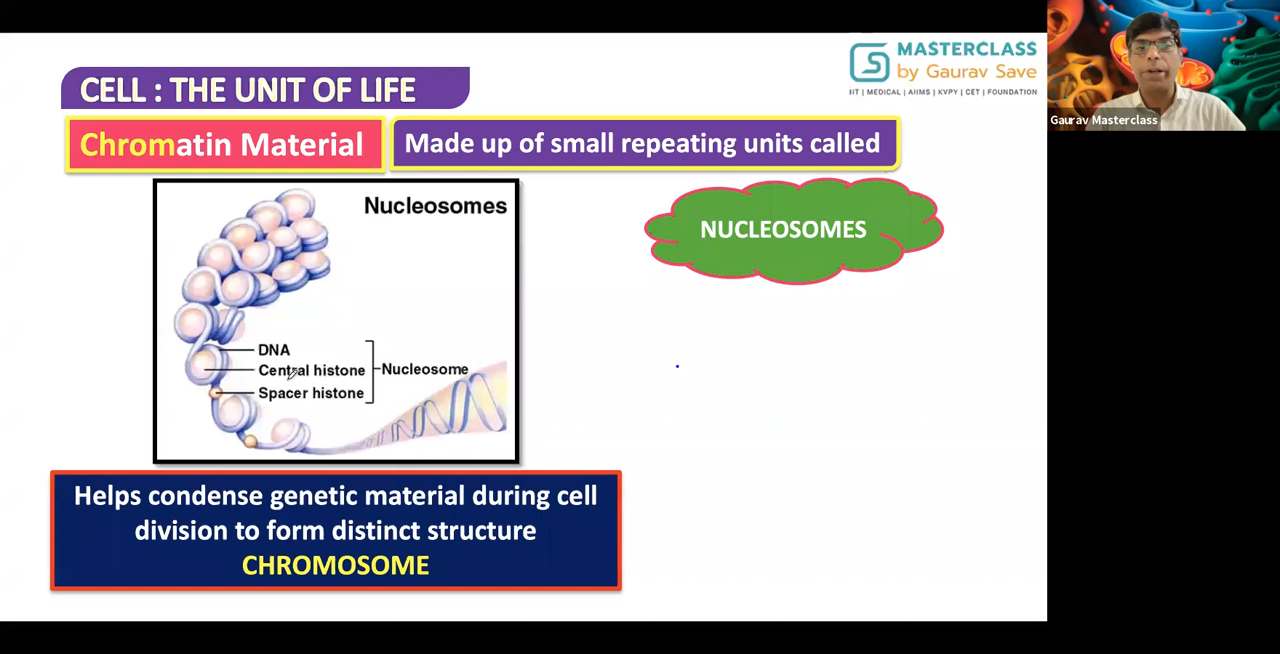 MASTERCLASS
by Gaurav Save
IIT | MEDICAL | AIIMS | KVPY | CET | FOUNDATION
Gaurav Masterclass
CELL : THE UNIT OF LIFE
Chromatin Material
Made up of small repeating units called
Nucleosomes
NUCLEOSOMES
DNA
Central histone
Nucleosome
Spacer histone
Helps condense genetic material during cell
division to form distinct structure
CHROMOSOME